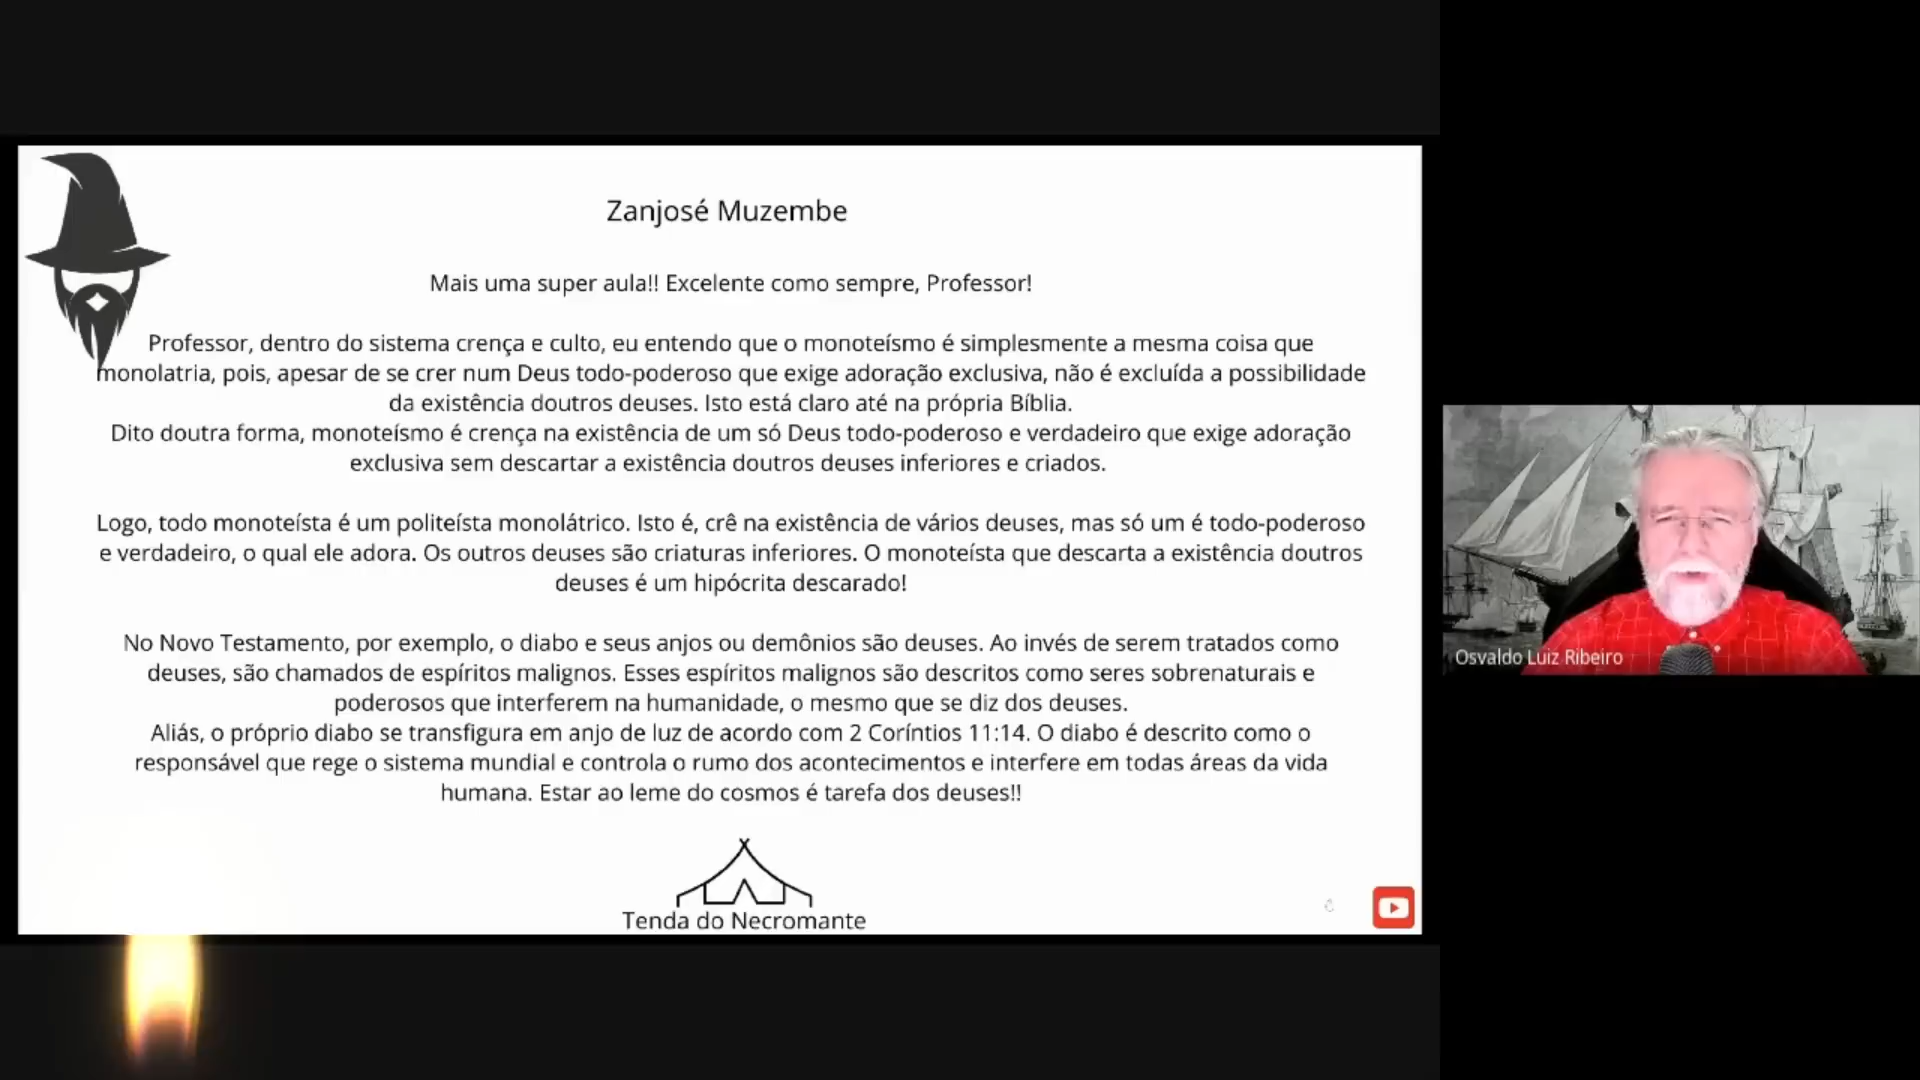 Zanjosé Muzembe
Mais uma super aula!! Excelente como sempre, Professor!
Professor, dentro do sistema crença e culto, eu entendo que o monoteísmo é simplesmente a mesma coisa que
monolatria, pois, apesar de se crer num Deus todo-poderoso que exige adoração exclusiva, não é excluída a possibilidade
da existência doutros deuses. Isto está claro até na própria Bíblia.
Dito doutra forma, monoteísmo é crença na existência de um só Deus todo-poderoso e verdadeiro que exige adoração
exclusiva sem descartar a existência doutros deuses inferiores e criados.
Logo, todo monoteísta é um politeísta monolátrico. Isto é, crê na existência de vários deuses, mas só um é todo-poderoso
e verdadeiro, o qual ele adora. Os outros deuses são criaturas inferiores. O monoteísta que descarta a existência doutros
deuses é um hipócrita descarado!
No Novo Testamento, por exemplo, o diabo e seus anjos ou demônios são deuses. Ao invés de serem tratados como
deuses, são chamados de espíritos malignos. Esses espíritos malignos são descritos como seres sobrenaturais e
poderosos que interferem na humanidade, o mesmo que se diz dos deuses.
Aliás, o próprio diabo se transfigura em anjo de luz de acordo com 2 Coríntios 11:14. O diabo é descrito como o
responsável que rege o sistema mundial e controla o rumo dos acontecimentos e interfere em todas áreas da vida
humana. Estar ao leme do cosmos é tarefa dos deuses!!
Tenda do Necromante
Osvaldo Luiz Ribeiro